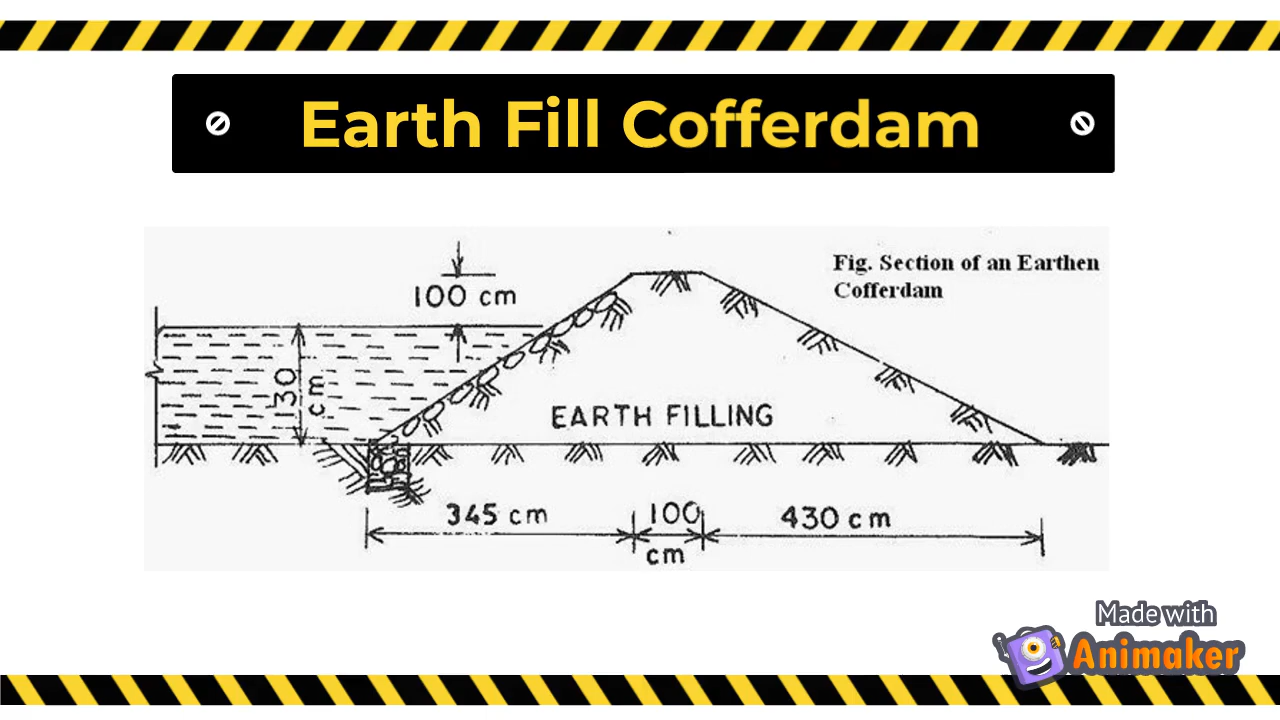 Earth Fill Cofferdam
Fig. Section of an Earthen
Cofferdam
100 cm
30
cm
EARTH FILLING
345 cm
100
cm
430 cm
Made with
Animaker